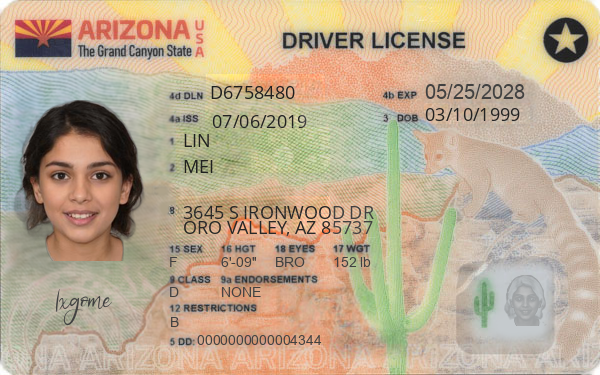 ARIZONA USA
The Grand Canyon State
DRIVER LICENSE
4d DLN D6758480
4b EXP 05/25/2028
4a ISS 07/06/2019
3 DOB 03/10/1999
1 LIN
2 MEI
8 3645 S IRONWOOD DR
ORO VALLEY, AZ 85737
15 SEX F
16 HGT 6'-09"
18 EYES BRO
17 WGT 152 lb
9 CLASS D
9a ENDORSEMENTS NONE
12 RESTRICTIONS
B
5 DD: 0000000000004344
ARIZONA ARIZONA ARIZONA ARIZONA